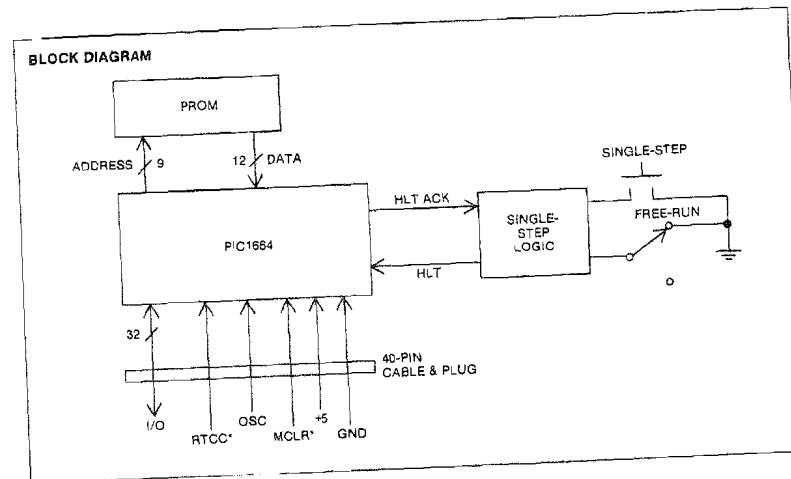 BLOCK DIAGRAM
PROM
ADDRESS 9
12 DATA
SINGLE-STEP
HLT ACK
SINGLE-
STEP
LOGIC
FREE-RUN
PIC1664
HLT
32
40-PIN
CABLE & PLUG
I/O
RTCC*
OSC
MCLR*
+5
GND